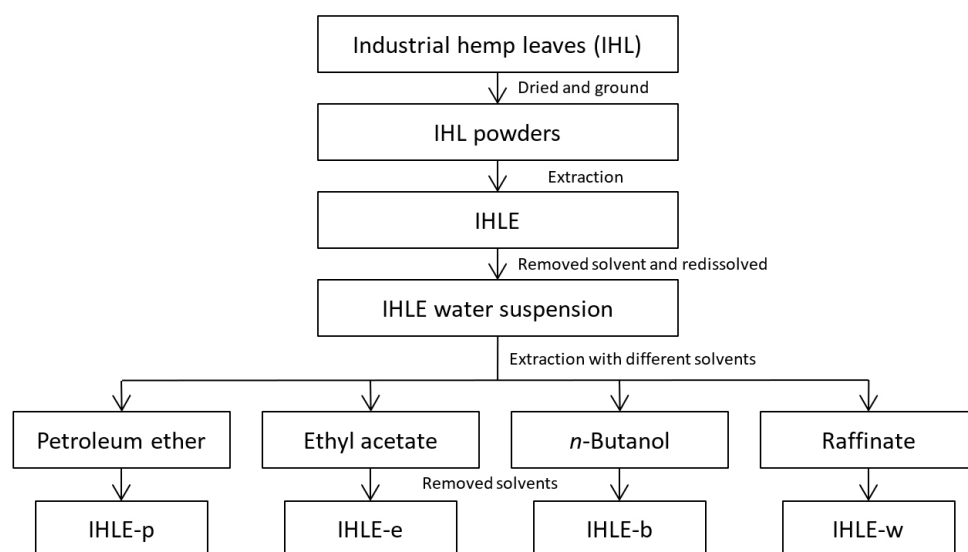 Industrial hemp leaves (IHL)
Dried and ground
IHL powders
Extraction
IHLE
Removed solvent and redissolved
IHLE water suspension
Extraction with different solvents
Petroleum ether
Ethyl acetate
n-Butanol
Raffinate
Removed solvents
IHLE-p
IHLE-e
IHLE-b
IHLE-w